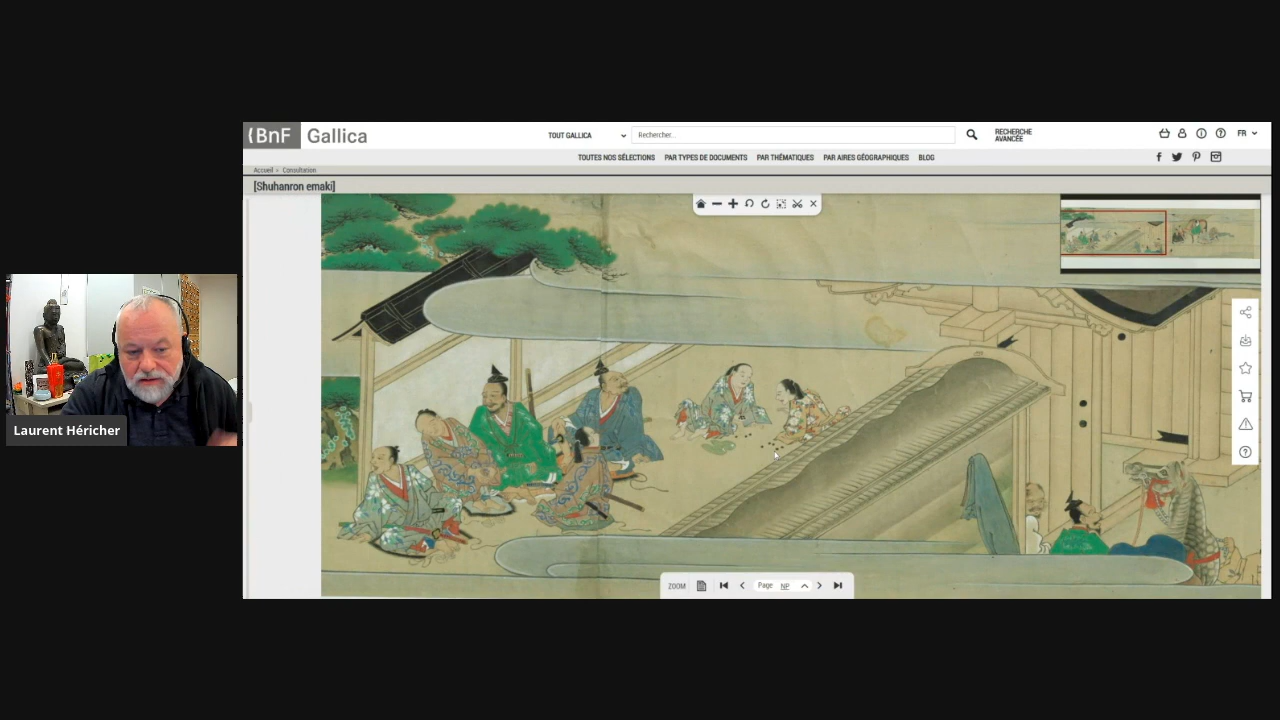 BnF Gallica
TOUT GALLICA
Rechercher...
RECHERCHE
AVANCÉE
FR
TOUTES NOS SÉLECTIONS PAR TYPES DE DOCUMENTS PAR THÉMATIQUES PAR AIRES GÉOGRAPHIQUES BLOG
Accueil > Consultation
[Shuhanron emaki]
Laurent Héricher
ZOOM
Page NP